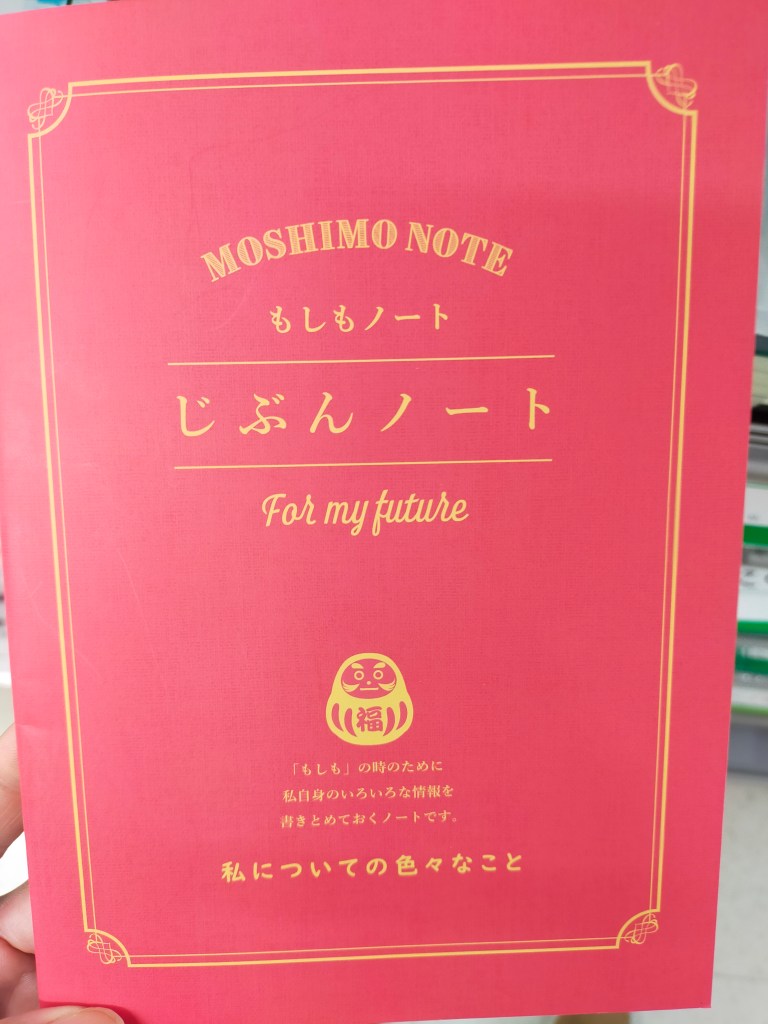 MOSHIMO NOTE
もしもノート
じぶんノート
For my future
福
「もしも」の時のために
私自身のいろいろな情報を
書きとめておくノートです。
私についての色々なこと